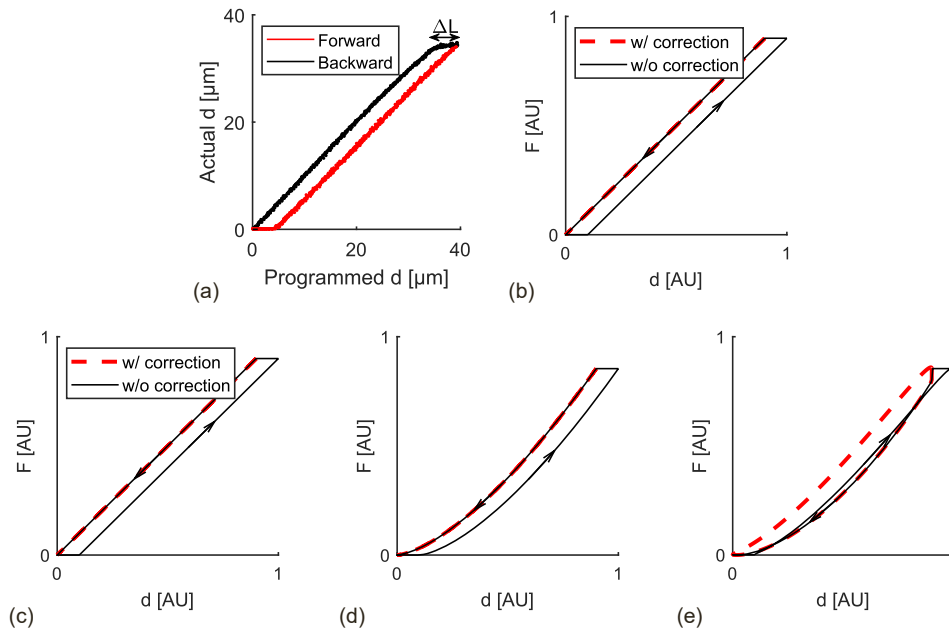 40
ΔL
Forward
Backward
20
0
0
20
40
Actual d [µm]
Programmed d [µm]
(a)
1
w/ correction
w/o correction
0
0
1
F [AU]
d [AU]
(b)
1
w/ correction
w/o correction
0
0
1
F [AU]
d [AU]
(c)
1
0
0
1
F [AU]
d [AU]
(d)
1
0
0
F [AU]
d [AU]
(e)